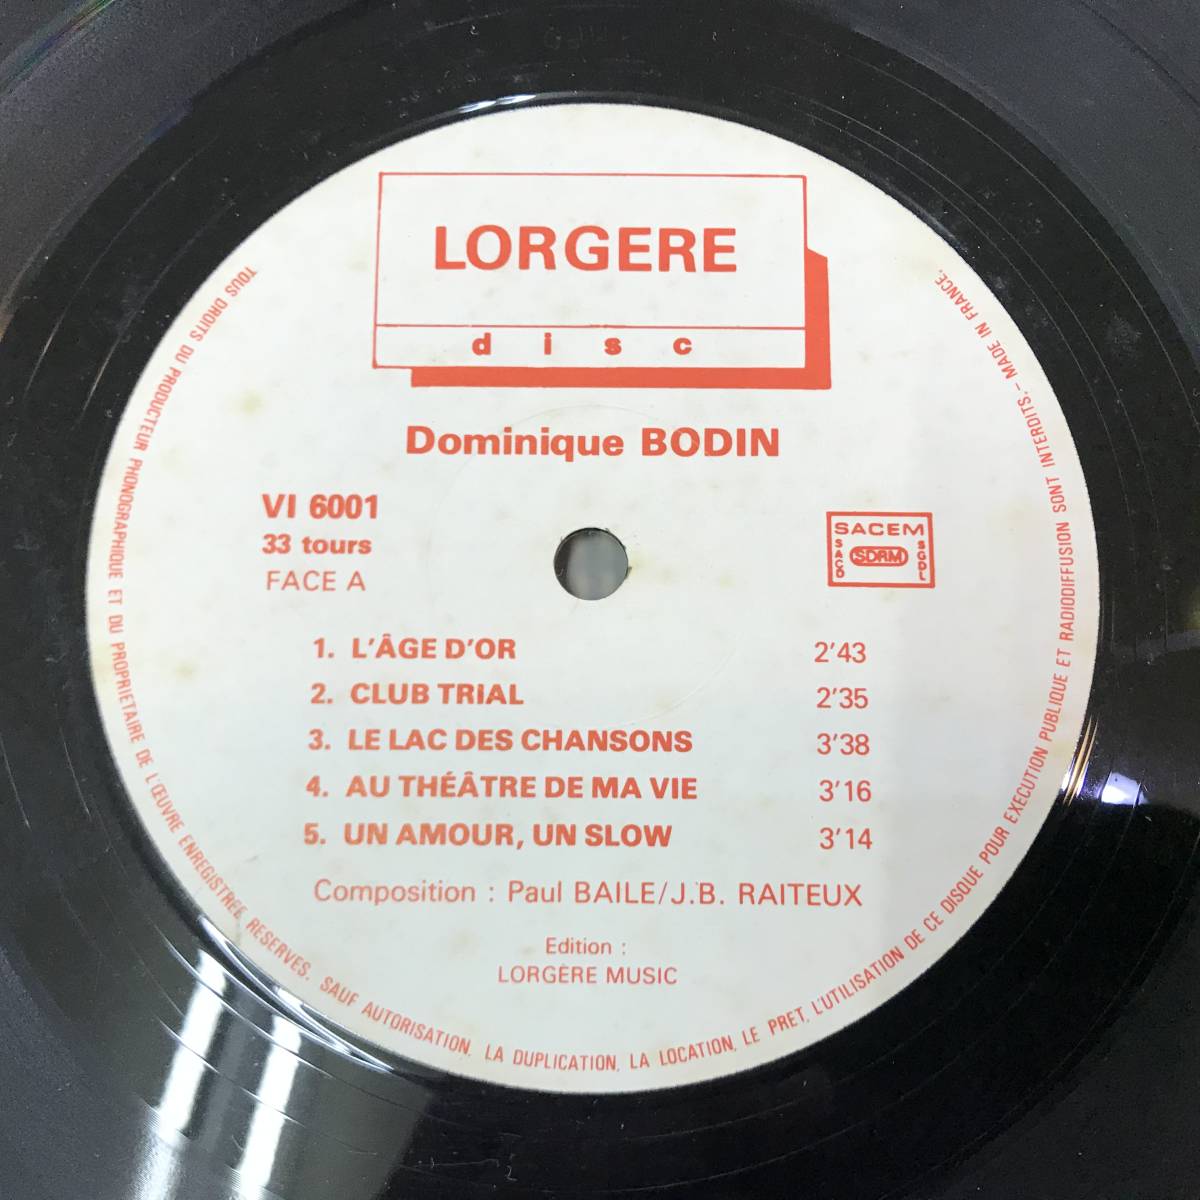 LORGERE
disc
Dominique BODIN
VI 6001
33 tours
FACE A
SACEM
SACD
SDRM
SGDL
1. L'ÂGE D'OR 2'43
2. CLUB TRIAL 2'35
3. LE LAC DES CHANSONS 3'38
4. AU THÉÂTRE DE MA VIE 3'16
5. UN AMOUR, UN SLOW 3'14
Composition : Paul BAILE/J.B. RAITEUX
Edition :
LORGÈRE MUSIC
TOUS DROITS DU PRODUCTEUR PHONOGRAPHIQUE ET DU PROPRIETAIRE DE L'ŒUVRE ENREGISTREE RESERVES. SAUF AUTORISATION, LA DUPLICATION, LA LOCATION, LE PRET, L'UTILISATION DE CE DISQUE POUR EXECUTION PUBLIQUE ET RADIODIFFUSION SONT INTERDITS.- MADE IN FRANCE.